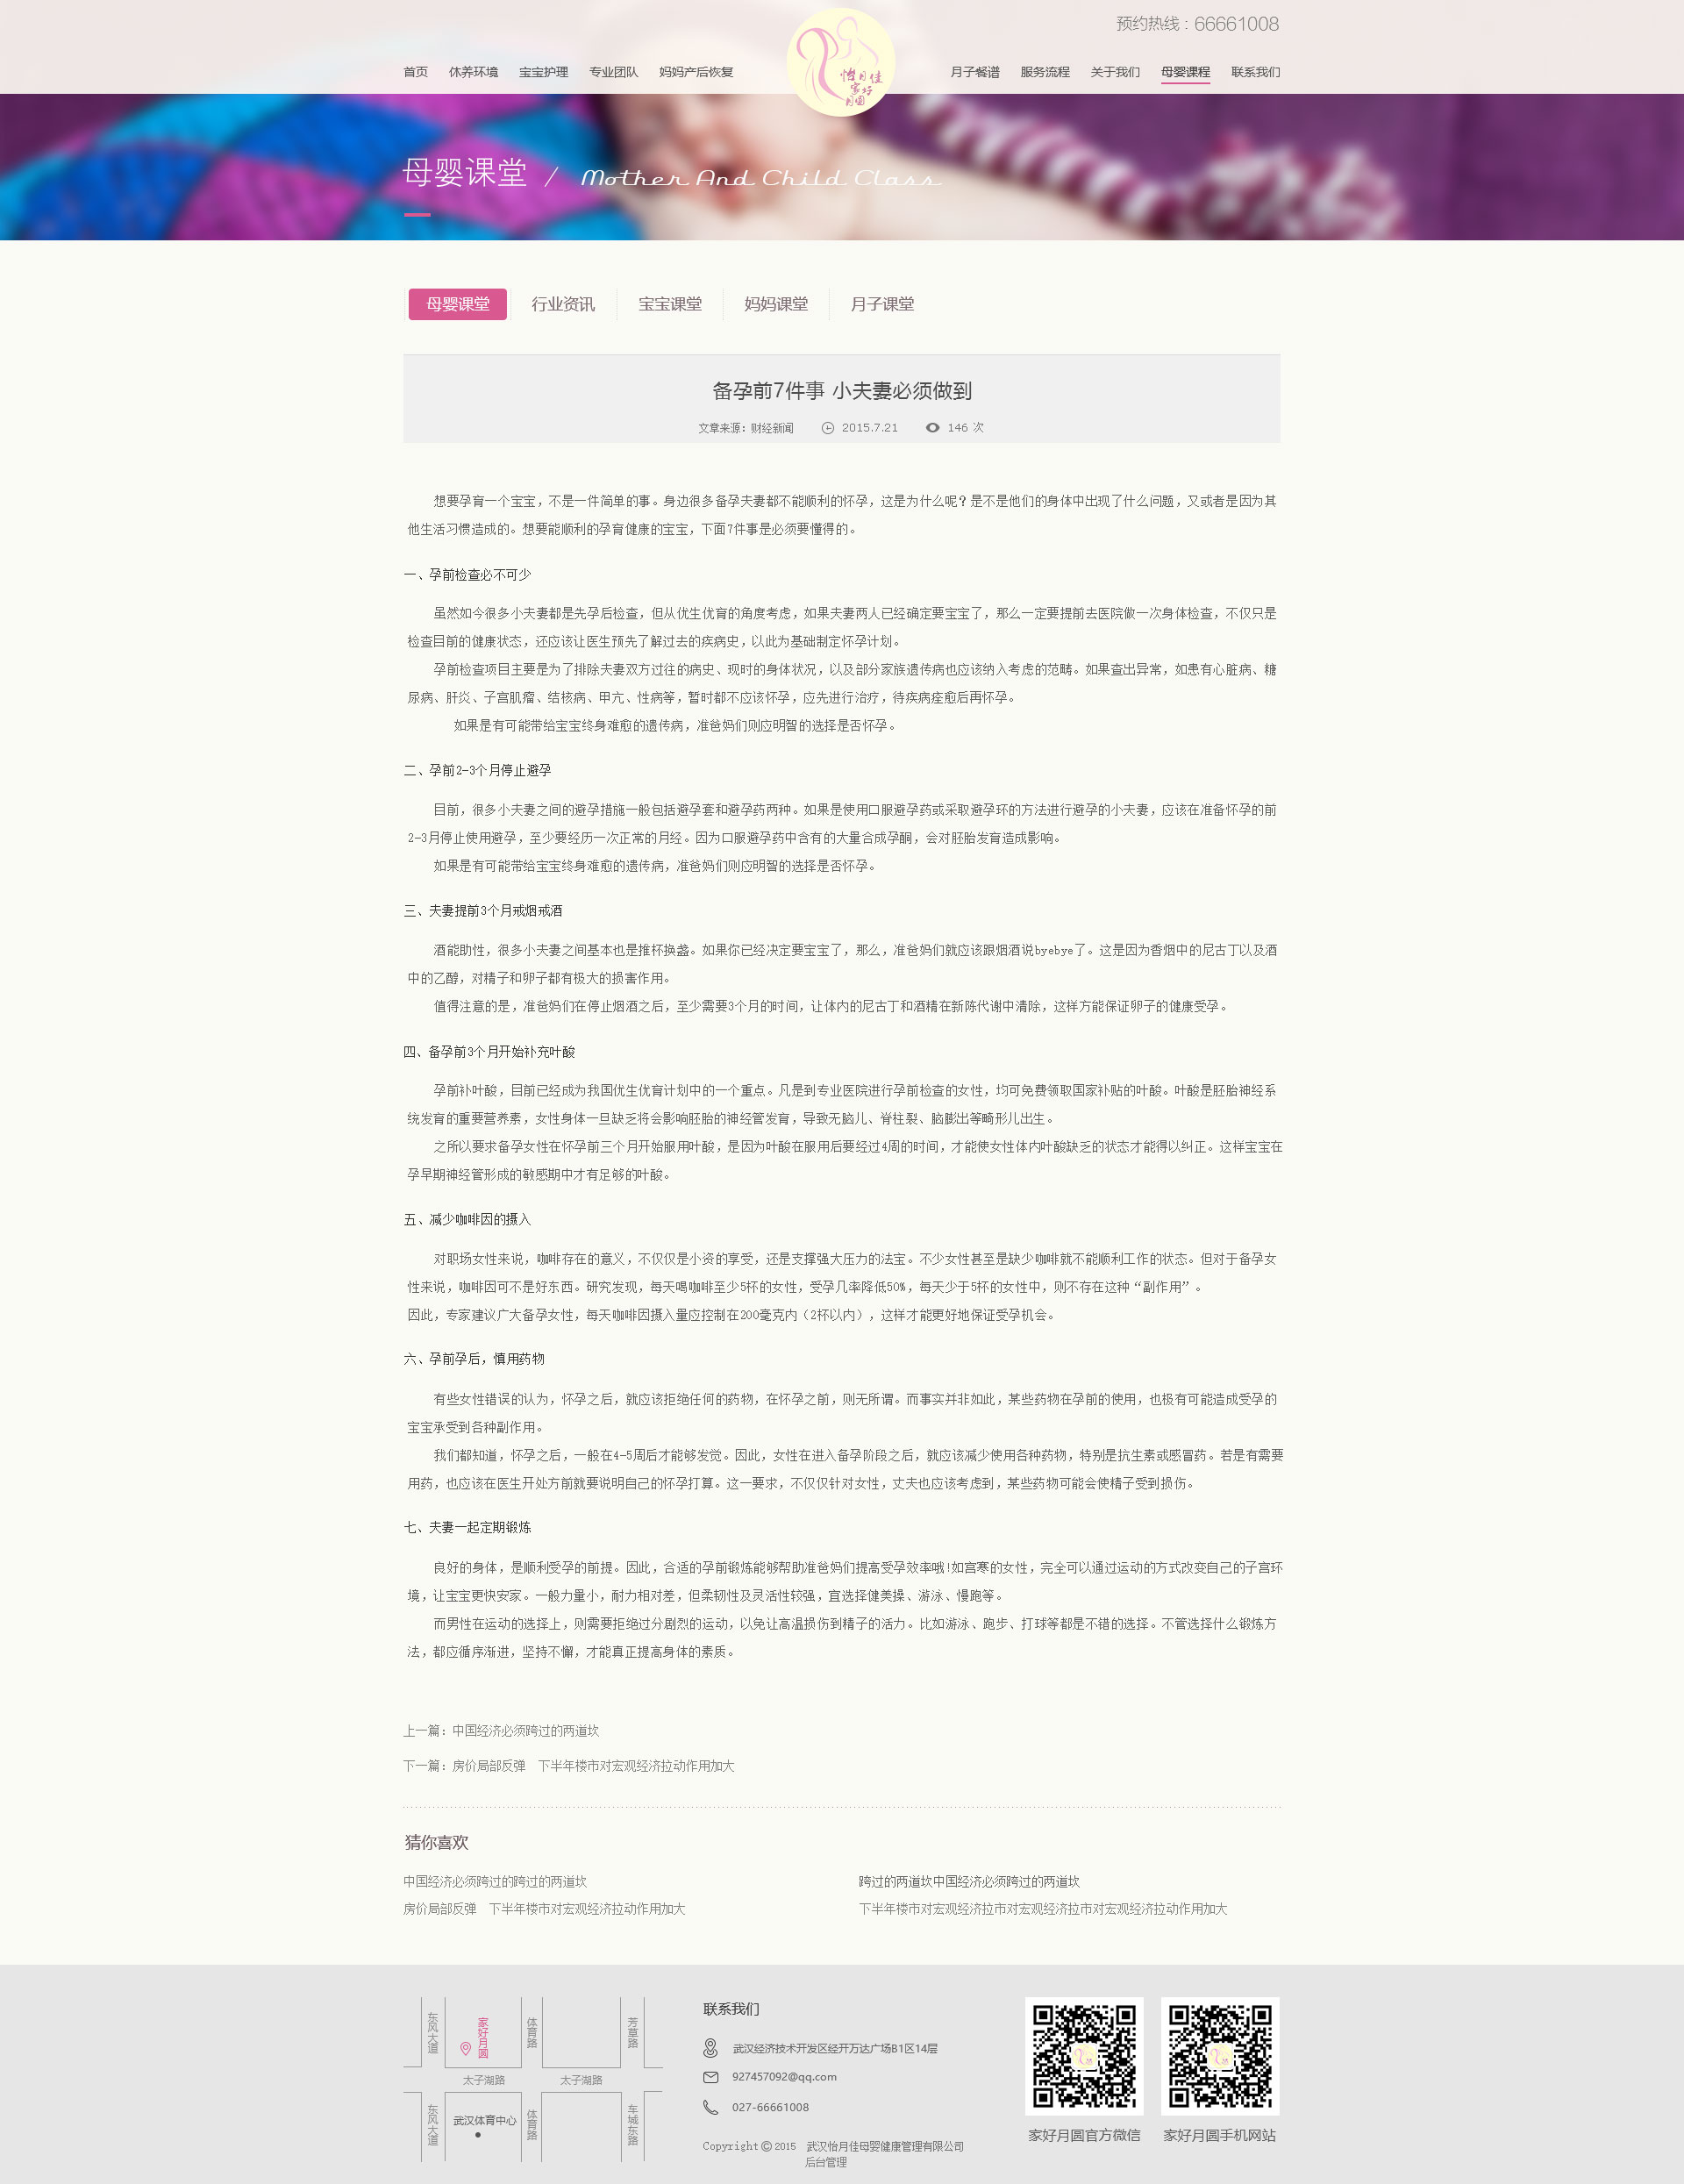 预约热线：66661008
首页 休养环境 宝宝护理 专业团队 妈妈产后恢复
怡月佳
家好
月圆
月子餐谱 服务流程 关于我们 母婴课程 联系我们
母婴课堂 / Mother And Child Class
母婴课堂 行业资讯 宝宝课堂 妈妈课堂 月子课堂
备孕前7件事 小夫妻必须做到
文章来源：财经新闻 2015.7.21 146 次
想要孕育一个宝宝，不是一件简单的事。身边很多备孕夫妻都不能顺利的怀孕，这是为什么呢？是不是他们的身体中出现了什么问题，又或者是因为其
他生活习惯造成的。想要能顺利的孕育健康的宝宝，下面7件事是必须要懂得的。
一、孕前检查必不可少
虽然如今很多小夫妻都是先孕后检查，但从优生优育的角度考虑，如果夫妻两人已经确定要宝宝了，那么一定要提前去医院做一次身体检查，不仅只是
检查目前的健康状态，还应该让医生预先了解过去的疾病史，以此为基础制定怀孕计划。
孕前检查项目主要是为了排除夫妻双方过往的病史、现时的身体状况，以及部分家族遗传病也应该纳入考虑的范畴。如果查出异常，如患有心脏病、糖
尿病、肝炎、子宫肌瘤、结核病、甲亢、性病等，暂时都不应该怀孕，应先进行治疗，待疾病痊愈后再怀孕。
如果是有可能带给宝宝终身难愈的遗传病，准爸妈们则应明智的选择是否怀孕。
二、孕前2-3个月停止避孕
目前，很多小夫妻之间的避孕措施一般包括避孕套和避孕药两种。如果是使用口服避孕药或采取避孕环的方法进行避孕的小夫妻，应该在准备怀孕的前
2-3月停止使用避孕，至少要经历一次正常的月经。因为口服避孕药中含有的大量合成孕酮，会对胚胎发育造成影响。
如果是有可能带给宝宝终身难愈的遗传病，准爸妈们则应明智的选择是否怀孕。
三、夫妻提前3个月戒烟戒酒
酒能助性，很多小夫妻之间基本也是推杯换盏。如果你已经决定要宝宝了，那么，准爸妈们就应该跟烟酒说byebye了。这是因为香烟中的尼古丁以及酒
中的乙醇，对精子和卵子都有极大的损害作用。
值得注意的是，准爸妈们在停止烟酒之后，至少需要3个月的时间，让体内的尼古丁和酒精在新陈代谢中清除，这样方能保证卵子的健康受孕。
四、备孕前3个月开始补充叶酸
孕前补叶酸，目前已经成为我国优生优育计划中的一个重点。凡是到专业医院进行孕前检查的女性，均可免费领取国家补贴的叶酸。叶酸是胚胎神经系
统发育的重要营养素，女性身体一旦缺乏将会影响胚胎的神经管发育，导致无脑儿、脊柱裂、脑膨出等畸形儿出生。
之所以要求备孕女性在怀孕前三个月开始服用叶酸，是因为叶酸在服用后要经过4周的时间，才能使女性体内叶酸缺乏的状态才能得以纠正。这样宝宝在
孕早期神经管形成的敏感期中才有足够的叶酸。
五、减少咖啡因的摄入
对职场女性来说，咖啡存在的意义，不仅仅是小资的享受，还是支撑强大压力的法宝。不少女性甚至是缺少咖啡就不能顺利工作的状态。但对于备孕女
性来说，咖啡因可不是好东西。研究发现，每天喝咖啡至少5杯的女性，受孕几率降低50%，每天少于5杯的女性中，则不存在这种“副作用”。
因此，专家建议广大备孕女性，每天咖啡因摄入量应控制在200毫克内（2杯以内），这样才能更好地保证受孕机会。
六、孕前孕后，慎用药物
有些女性错误的认为，怀孕之后，就应该拒绝任何的药物，在怀孕之前，则无所谓。而事实并非如此，某些药物在孕前的使用，也极有可能造成受孕的
宝宝承受到各种副作用。
我们都知道，怀孕之后，一般在4-5周后才能够发觉。因此，女性在进入备孕阶段之后，就应该减少使用各种药物，特别是抗生素或感冒药。若是有需要
用药，也应该在医生开处方前就要说明自己的怀孕打算。这一要求，不仅仅针对女性，丈夫也应该考虑到，某些药物可能会使精子受到损伤。
七、夫妻一起定期锻炼
良好的身体，是顺利受孕的前提。因此，合适的孕前锻炼能够帮助准爸妈们提高受孕效率哦!如宫寒的女性，完全可以通过运动的方式改变自己的子宫环
境，让宝宝更快安家。一般力量小，耐力相对差，但柔韧性及灵活性较强，宜选择健美操、游泳、慢跑等。
而男性在运动的选择上，则需要拒绝过分剧烈的运动，以免让高温损伤到精子的活力。比如游泳、跑步、打球等都是不错的选择。不管选择什么锻炼方
法，都应循序渐进，坚持不懈，才能真正提高身体的素质。
上一篇：中国经济必须跨过的两道坎
下一篇：房价局部反弹 下半年楼市对宏观经济拉动作用加大
猜你喜欢
中国经济必须跨过的跨过的两道坎 跨过的两道坎中国经济必须跨过的两道坎
房价局部反弹 下半年楼市对宏观经济拉动作用加大 下半年楼市对宏观经济拉市对宏观经济拉市对宏观经济拉动作用加大
东风大道
家好月圆
体育路
芳草路
太子湖路 太子湖路
东风大道
武汉体育中心
体育路
车城东路
联系我们
武汉经济技术开发区经开万达广场B1区14层
927457092@qq.com
027-66661008
Copyright © 2015 武汉怡月佳母婴健康管理有限公司
后台管理
家好月圆官方微信 家好月圆手机网站